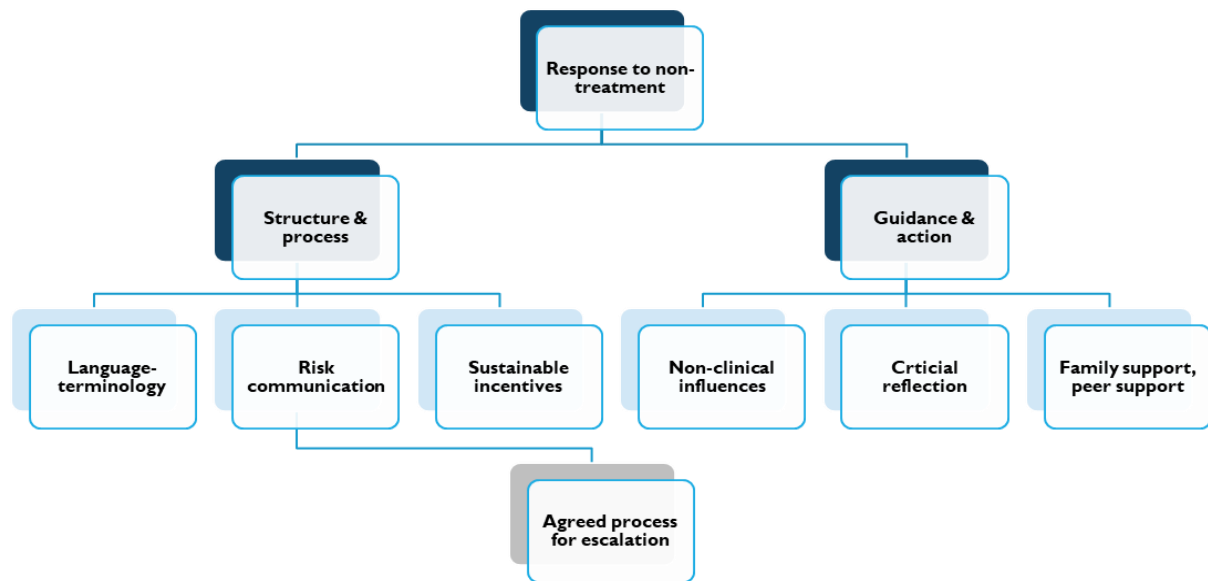 Response to non-
treatment
Structure &
process
Guidance &
action
Language-
terminology
Risk
communication
Sustainable
incentives
Non-clinical
influences
Crticial
reflection
Family support,
peer support
Agreed process
for escalation